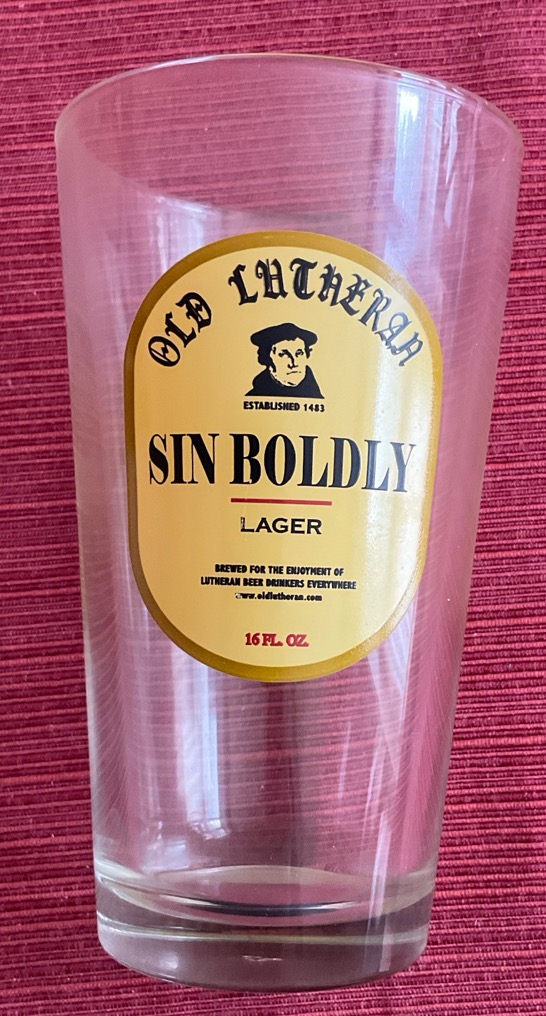 OLD LUTHERAN
ESTABLISHED 1483
SIN BOLDLY
LAGER
BREWED FOR THE ENJOYMENT OF
LUTHERAN BEER DRINKERS EVERYWHERE
www.oldlutheran.com
16 FL. OZ.